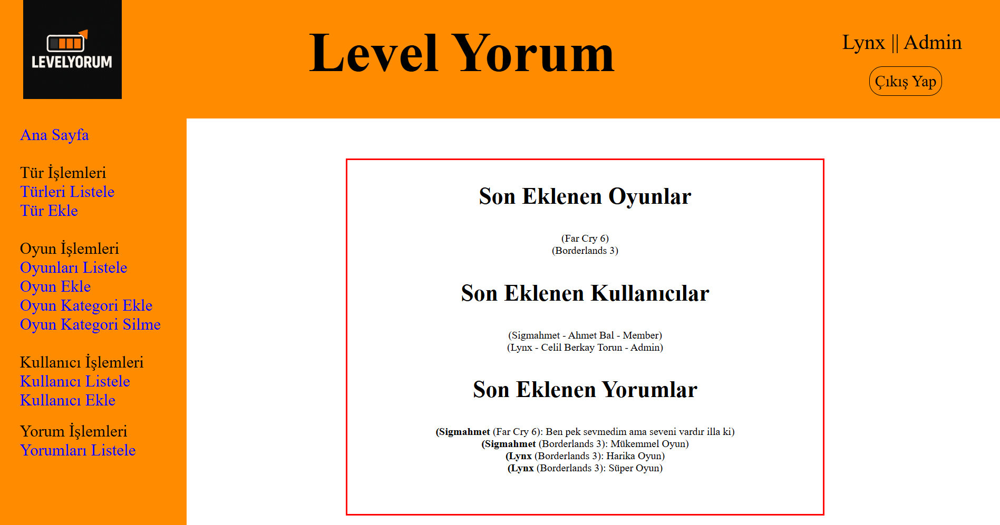 LEVELYORUM
Level Yorum
Lynx || Admin
Çıkış Yap
Ana Sayfa
Tür İşlemleri
Türleri Listele
Tür Ekle
Oyun İşlemleri
Oyunları Listele
Oyun Ekle
Oyun Kategori Ekle
Oyun Kategori Silme
Kullanıcı İşlemleri
Kullanıcı Listele
Kullanıcı Ekle
Yorum İşlemleri
Yorumları Listele
Son Eklenen Oyunlar
(Far Cry 6)
(Borderlands 3)
Son Eklenen Kullanıcılar
(Sigmahmet - Ahmet Bal - Member)
(Lynx - Celil Berkay Torun - Admin)
Son Eklenen Yorumlar
(Sigmahmet (Far Cry 6): Ben pek sevmedim ama seveni vardır illa ki)
(Sigmahmet (Borderlands 3): Mükemmel Oyun)
(Lynx (Borderlands 3): Harika Oyun)
(Lynx (Borderlands 3): Süper Oyun)